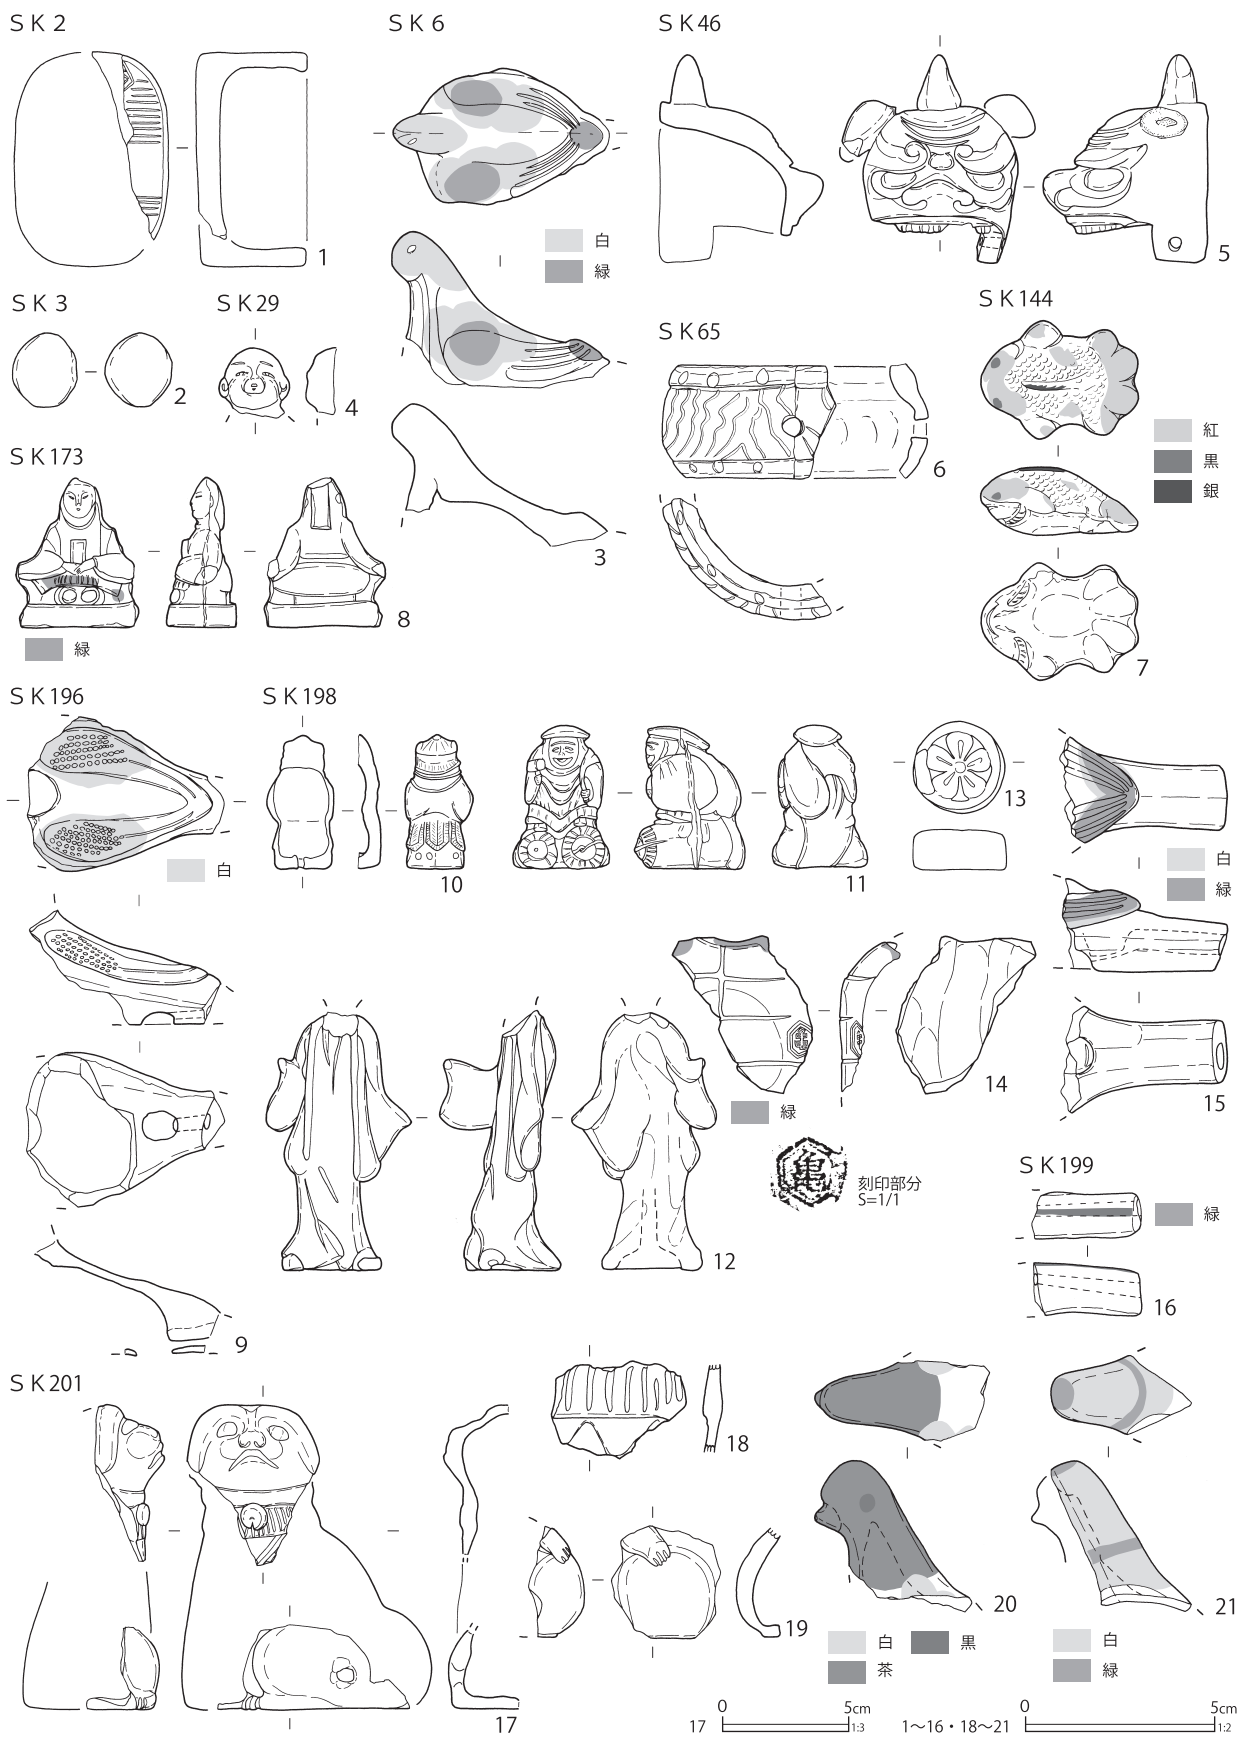 ＳＫ2
ＳＫ6
ＳＫ46
1
白
緑
5
ＳＫ3
ＳＫ29
2
4
ＳＫ65
ＳＫ144
紅
黒
銀
6
3
7
ＳＫ173
8
緑
ＳＫ196
ＳＫ198
白
10
11
13
白
緑
15
14
緑
亀
刻印部分
S=1/1
12
9
ＳＫ199
緑
16
ＳＫ201
18
19
20
21
白
黒
茶
白
緑
17
17
0
5cm
1:3
1～16・18～21
0
5cm
1:2